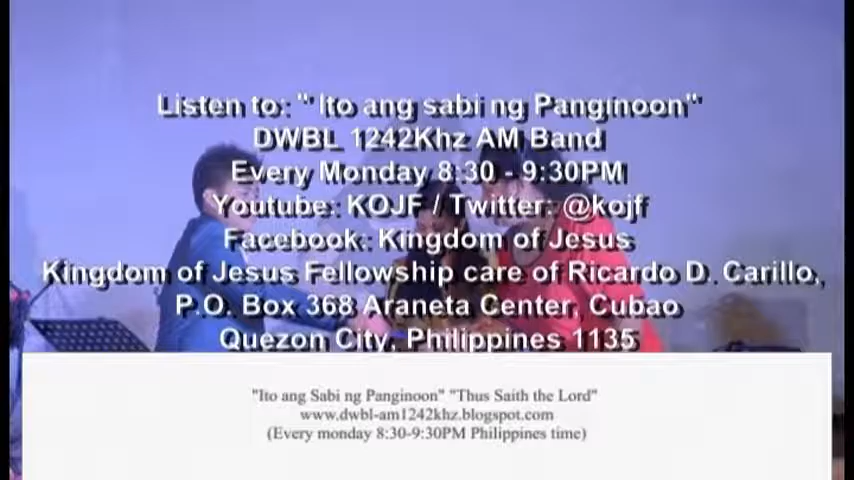 Listen to: " Ito ang sabi ng Panginoon"
DWBL 1242Khz AM Band
Every Monday 8:30 - 9:30PM
Youtube: KOJF / Twitter: @kojf
Facebook: Kingdom of Jesus
Kingdom of Jesus Fellowship care of Ricardo D. Carillo,
P.O. Box 368 Araneta Center, Cubao
Quezon City, Philippines 1135
"Ito ang Sabi ng Panginoon" "Thus Saith the Lord"
www.dwbl-am1242khz.blogspot.com
(Every monday 8:30-9:30PM Philippines time)